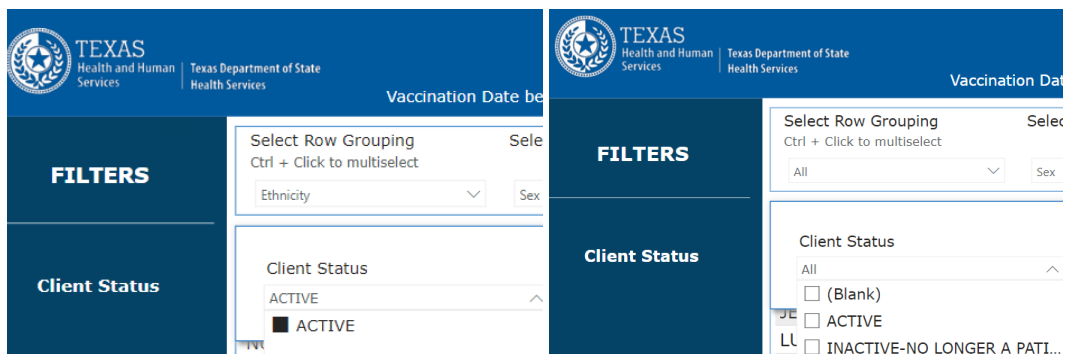 TEXAS
Health and Human
Services
Texas Department of State
Health Services
Vaccination Date be
FILTERS
Select Row Grouping
Ctrl + Click to multiselect
Ethnicity
Sele
Sex
Client Status
Client Status
ACTIVE
ACTIVE
TEXAS
Health and Human
Services
Texas Department of State
Health Services
Vaccination Dat
FILTERS
Select Row Grouping
Ctrl + Click to multiselect
All
Selec
Sex
Client Status
Client Status
All
(Blank)
ACTIVE
INACTIVE-NO LONGER A PATI...